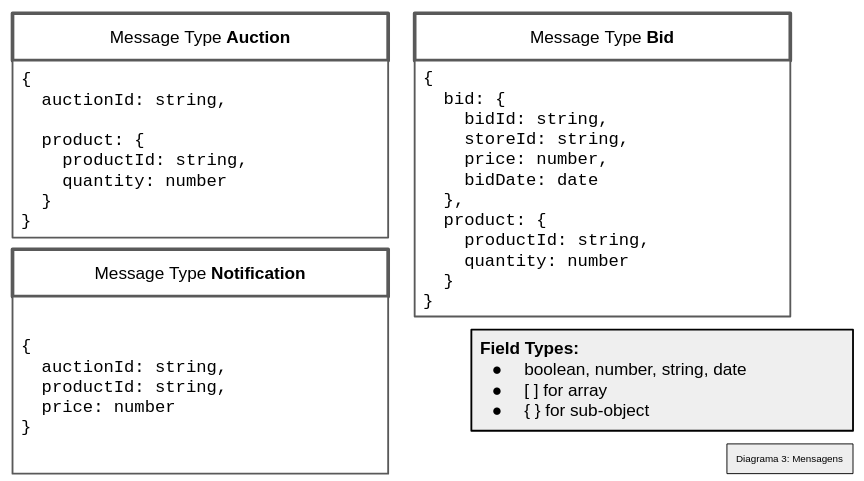 Message Type Auction
{
  auctionId: string,

  product: {
    productId: string,
    quantity: number
  }
}
Message Type Notification
{
  auctionId: string,
  productId: string,
  price: number
}
Message Type Bid
{
  bid: {
    bidId: string,
    storeId: string,
    price: number,
    bidDate: date
  },
  product: {
    productId: string,
    quantity: number
  }
}
Field Types:
● boolean, number, string, date
● [ ] for array
● { } for sub-object
Diagrama 3: Mensagens